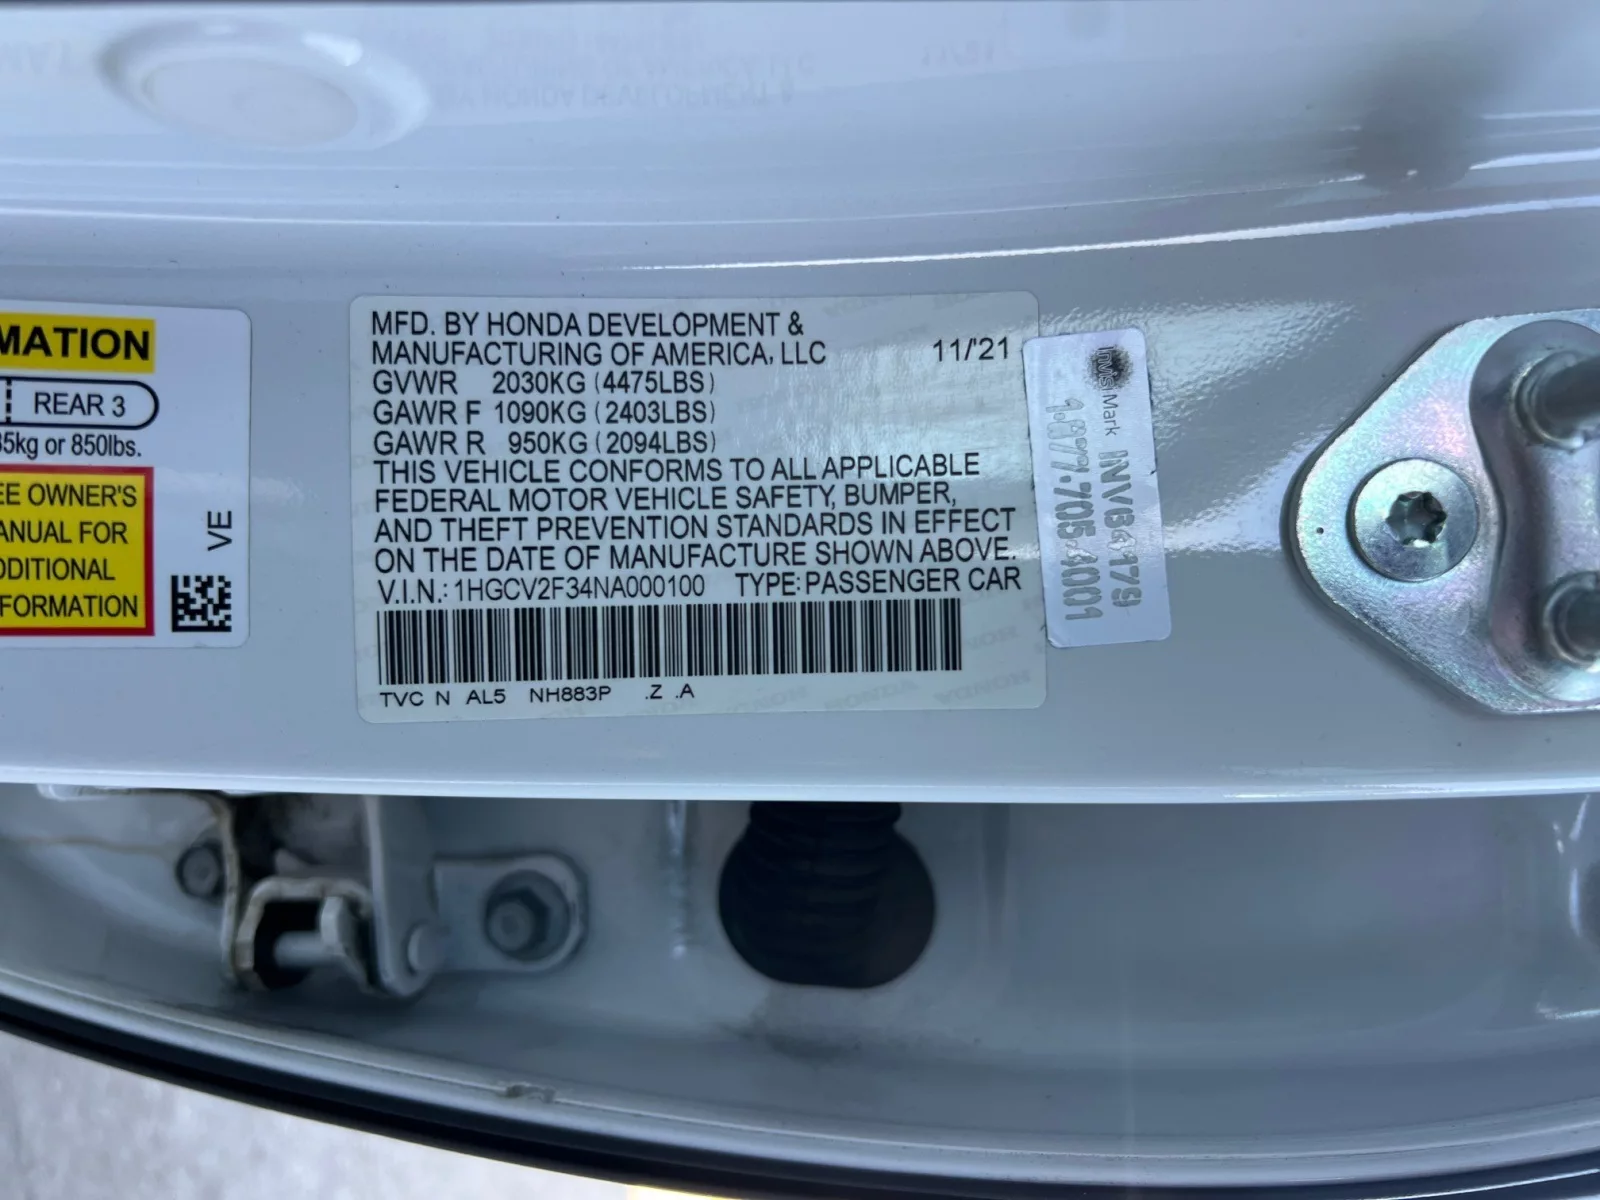 MATION
REAR 3
85kg or 850lbs.
EE OWNER'S
ANUAL FOR
DDITIONAL
FORMATION
VE
MFD. BY HONDA DEVELOPMENT &
MANUFACTURING OF AMERICA, LLC 11/'21
GVWR 2030KG (4475LBS)
GAWR F 1090KG (2403LBS)
GAWR R 950KG (2094LBS)
THIS VEHICLE CONFORMS TO ALL APPLICABLE
FEDERAL MOTOR VEHICLE SAFETY, BUMPER,
AND THEFT PREVENTION STANDARDS IN EFFECT
ON THE DATE OF MANUFACTURE SHOWN ABOVE.
V.I.N.: 1HGCV2F34NA000100 TYPE: PASSENGER CAR
TVC N AL5 NH883P .Z .A
HONDA
Mark
1.877.705.4001